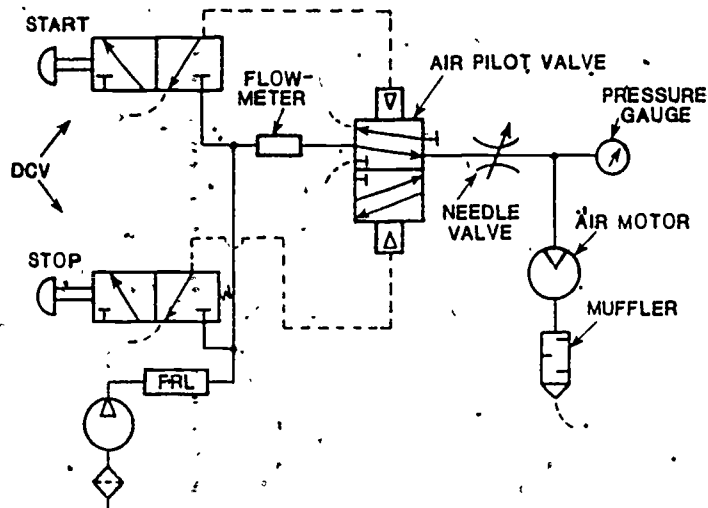 START
FLOW-
METER
AIR PILOT VALVE
PRESSURE
GAUGE
DCV
NEEDLE
VALVE
AIR MOTOR
STOP
MUFFLER
FRL